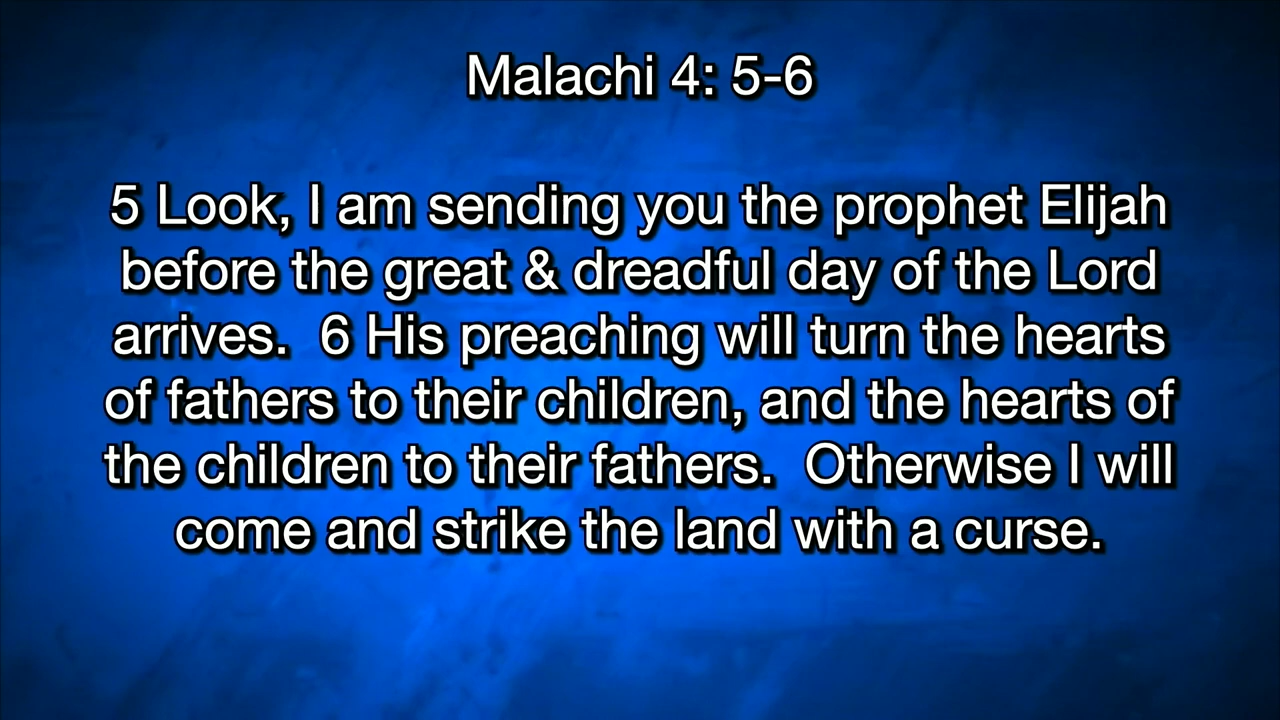 Malachi 4: 5-6
5 Look, I am sending you the prophet Elijah
before the great & dreadful day of the Lord
arrives.  6 His preaching will turn the hearts
of fathers to their children, and the hearts of
the children to their fathers.  Otherwise I will
come and strike the land with a curse.